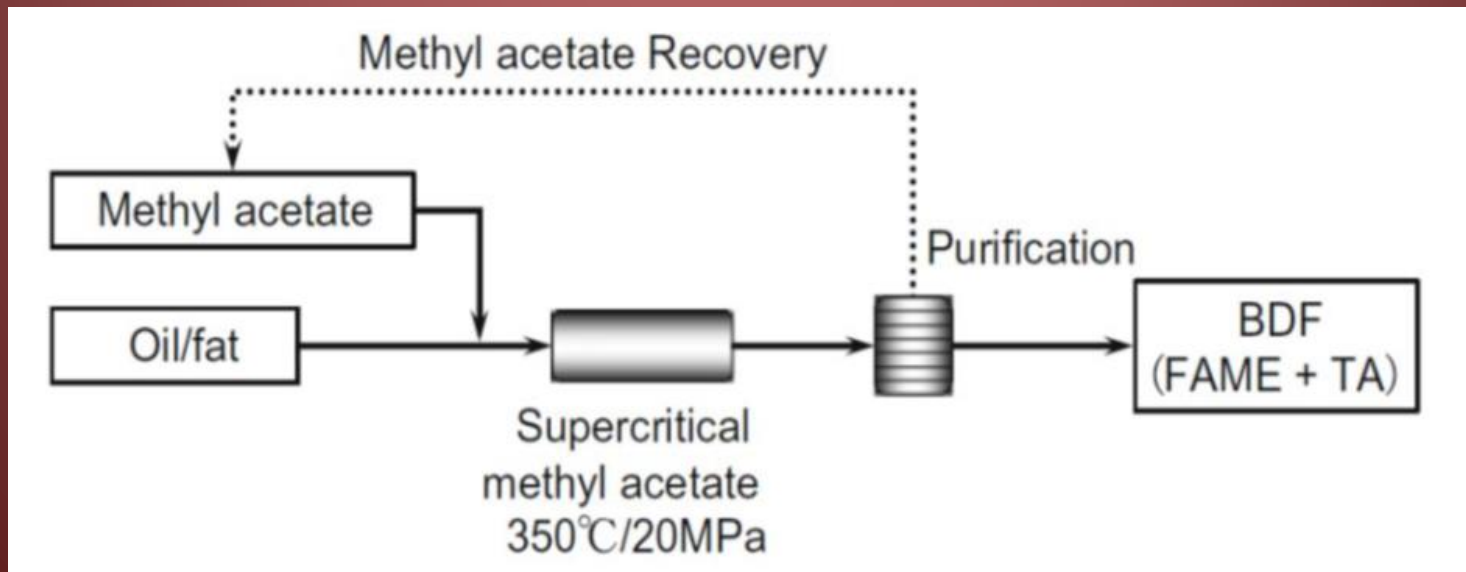 Methyl acetate Recovery
Methyl acetate
Purification
Oil/fat
BDF
(FAME + TA)
Supercritical
methyl acetate
350℃/20MPa